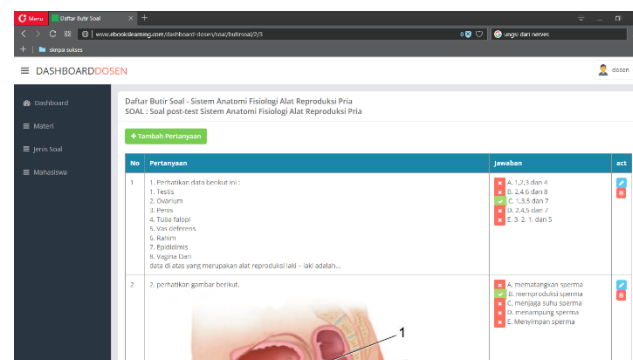 Menu
Daftar Butir Soal
www.ebookslearning.com/dashboard-dosen/soal/butirsoal/2/3
ungsi dari nerves
skripsi sukses
DASHBOARDDOSEN
dosen
Dashboard
Materi
Jenis Soal
Mahasiswa
Daftar Butir Soal - Sistem Anatomi Fisiologi Alat Reproduksi Pria
SOAL : Soal post-test Sistem Anatomi Fisiologi Alat Reproduksi Pria
+ Tambah Pertanyaan
No Pertanyaan Jawaban act
1 1. Perhatikan data berikut ini :
1. Testis
2. Ovarium
3. Penis
4. Tuba falopi
5. Vas deferens
6. Rahim
7. Epididimis
8. Vagina Dari
data di atas yang merupakan alat reproduksi laki – laki adalah...
A. 1,2,3 dan 4
B. 2,4,6 dan 8
C. 1,3,5 dan 7
D. 2,4,5 dan 7
E. 3. 2. 1. dan 5
2 2. perhatikan gambar berikut.
1
A. mematangkan sperma
B. memproduksi sperma
C. menjaga suhu sperma
D. menampung sperma
E. Menyimpan sperma